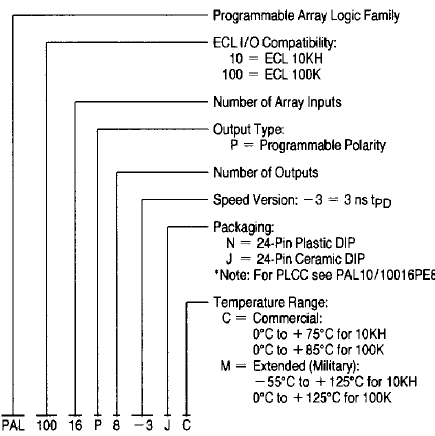 Programmable Array Logic Family
ECL I/O Compatibility:
10 = ECL 10KH
100 = ECL 100K
Number of Array Inputs
Output Type:
P = Programmable Polarity
Number of Outputs
Speed Version: −3 = 3 ns tPD
Packaging:
N = 24-Pin Plastic DIP
J = 24-Pin Ceramic DIP
*Note: For PLCC see PAL10/10016PE8
Temperature Range:
C = Commercial:
0°C to +75°C for 10KH
0°C to +85°C for 100K
M = Extended (Military):
−55°C to +125°C for 10KH
0°C to +125°C for 100K
PAL 100 16 P 8 −3 J C